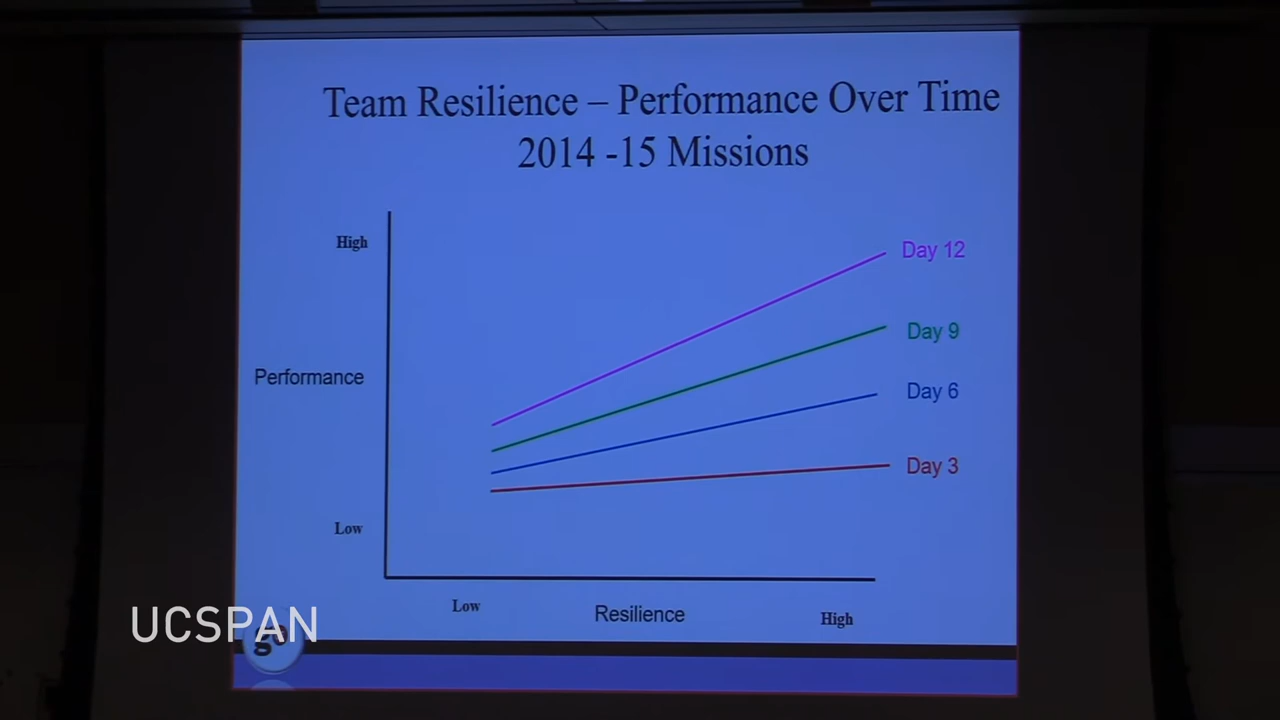 Team Resilience – Performance Over Time
2014 -15 Missions
High
Day 12
Day 9
Performance
Day 6
Day 3
Low
Low
Resilience
High
UCSPAN
go